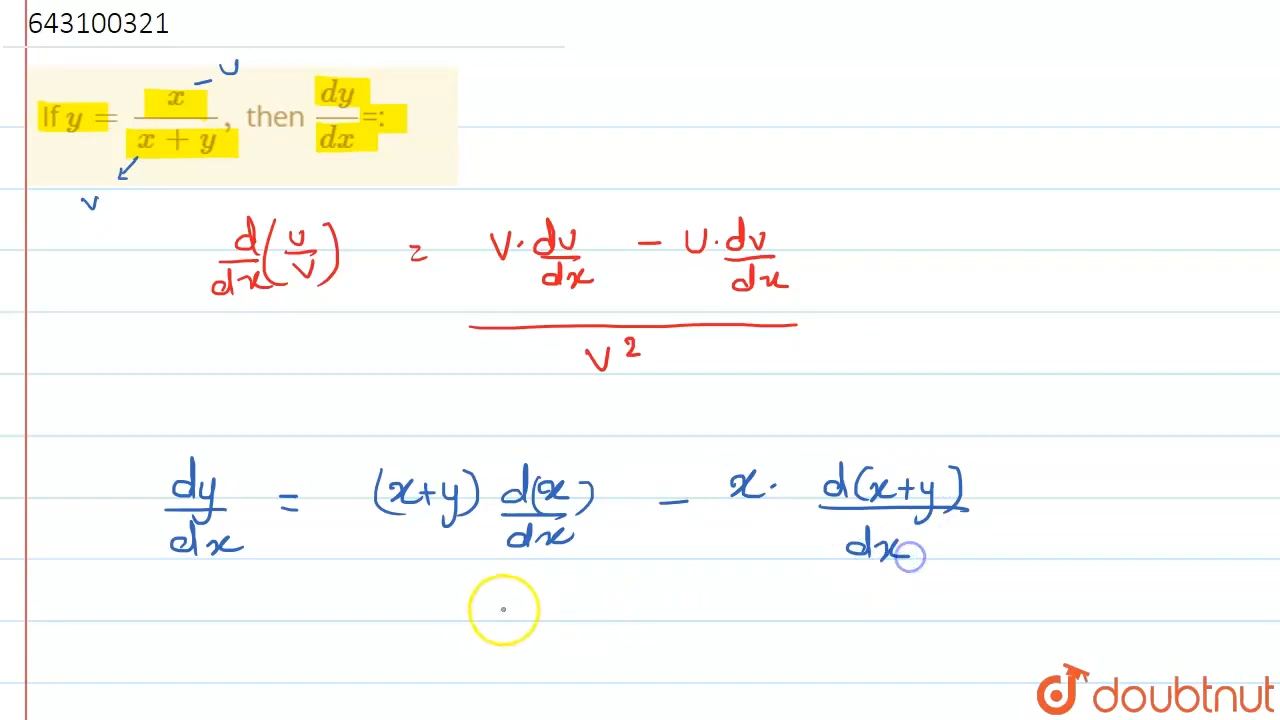 643100321
If y = x/(x + y), then dy/dx =:
U
V
d/dx (U/V) = V · dU/dx − U · dV/dx
V²
dy/dx = (x+y) d(x)/dx − x · d(x+y)/dx
doubtnut